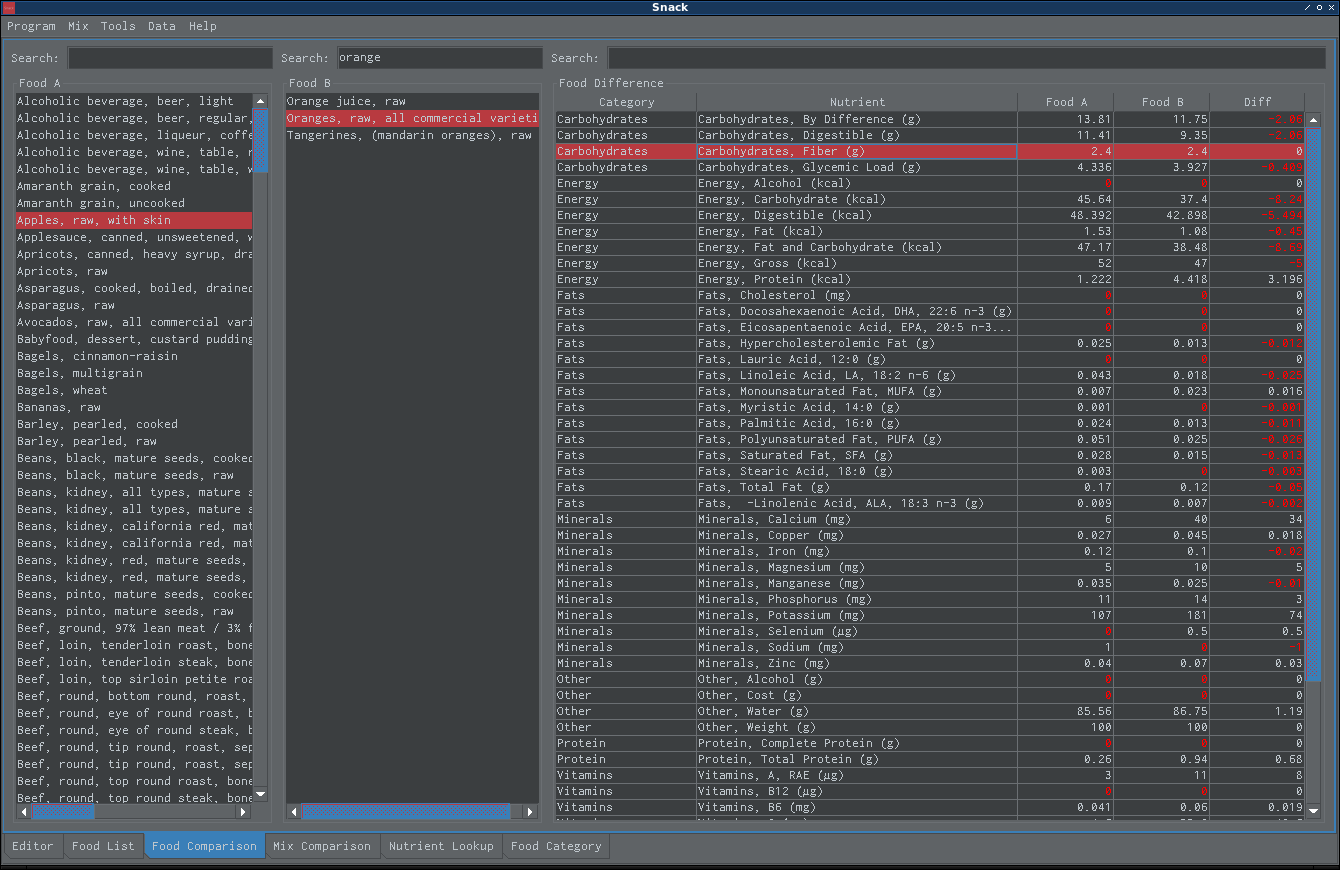 Snack
Program Mix Tools Data Help
Search: Search: orange Search:
Food A
Alcoholic beverage, beer, light
Alcoholic beverage, beer, regular,
Alcoholic beverage, liqueur, coffe
Alcoholic beverage, wine, table, r
Alcoholic beverage, wine, table, w
Amaranth grain, cooked
Amaranth grain, uncooked
Apples, raw, with skin
Applesauce, canned, unsweetened, w
Apricots, canned, heavy syrup, dra
Apricots, raw
Asparagus, cooked, boiled, drained
Asparagus, raw
Avocados, raw, all commercial vari
Babyfood, dessert, custard pudding
Bagels, cinnamon-raisin
Bagels, multigrain
Bagels, wheat
Bananas, raw
Barley, pearled, cooked
Barley, pearled, raw
Beans, black, mature seeds, cooked
Beans, black, mature seeds, raw
Beans, kidney, all types, mature s
Beans, kidney, all types, mature s
Beans, kidney, california red, mat
Beans, kidney, california red, mat
Beans, kidney, red, mature seeds,
Beans, kidney, red, mature seeds,
Beans, pinto, mature seeds, cooked
Beans, pinto, mature seeds, raw
Beef, ground, 97% lean meat / 3% f
Beef, loin, tenderloin roast, bone
Beef, loin, tenderloin steak, bone
Beef, loin, top sirloin petite roa
Beef, round, bottom round, roast,
Beef, round, eye of round roast, b
Beef, round, eye of round steak, b
Beef, round, tip round, roast, sep
Beef, round, tip round, roast, sep
Beef, round, top round roast, bone
Beef, round, top round steak, bone
Food B
Orange juice, raw
Oranges, raw, all commercial varieti
Tangerines, (mandarin oranges), raw
Food Difference
Category Nutrient Food A Food B Diff
Carbohydrates Carbohydrates, By Difference (g) 13.81 11.75 -2.06
Carbohydrates Carbohydrates, Digestible (g) 11.41 9.35 -2.06
Carbohydrates Carbohydrates, Fiber (g) 2.4 2.4 0
Carbohydrates Carbohydrates, Glycemic Load (g) 4.336 3.927 -0.409
Energy Energy, Alcohol (kcal) 0 0 0
Energy Energy, Carbohydrate (kcal) 45.64 37.4 -8.24
Energy Energy, Digestible (kcal) 48.392 42.898 -5.494
Energy Energy, Fat (kcal) 1.53 1.08 -0.45
Energy Energy, Fat and Carbohydrate (kcal) 47.17 38.48 -8.69
Energy Energy, Gross (kcal) 52 47 -5
Energy Energy, Protein (kcal) 1.222 4.418 3.196
Fats Fats, Cholesterol (mg) 0 0 0
Fats Fats, Docosahexaenoic Acid, DHA, 22:6 n-3 (g) 0 0 0
Fats Fats, Eicosapentaenoic Acid, EPA, 20:5 n-3... 0 0 0
Fats Fats, Hypercholesterolemic Fat (g) 0.025 0.013 -0.012
Fats Fats, Lauric Acid, 12:0 (g) 0 0 0
Fats Fats, Linoleic Acid, LA, 18:2 n-6 (g) 0.043 0.018 -0.025
Fats Fats, Monounsaturated Fat, MUFA (g) 0.007 0.023 0.016
Fats Fats, Myristic Acid, 14:0 (g) 0.001 0 -0.001
Fats Fats, Palmitic Acid, 16:0 (g) 0.024 0.013 -0.011
Fats Fats, Polyunsaturated Fat, PUFA (g) 0.051 0.025 -0.026
Fats Fats, Saturated Fat, SFA (g) 0.028 0.015 -0.013
Fats Fats, Stearic Acid, 18:0 (g) 0.003 0 -0.003
Fats Fats, Total Fat (g) 0.17 0.12 -0.05
Fats Fats, -Linolenic Acid, ALA, 18:3 n-3 (g) 0.009 0.007 -0.002
Minerals Minerals, Calcium (mg) 6 40 34
Minerals Minerals, Copper (mg) 0.027 0.045 0.018
Minerals Minerals, Iron (mg) 0.12 0.1 -0.02
Minerals Minerals, Magnesium (mg) 5 10 5
Minerals Minerals, Manganese (mg) 0.035 0.025 -0.01
Minerals Minerals, Phosphorus (mg) 11 14 3
Minerals Minerals, Potassium (mg) 107 181 74
Minerals Minerals, Selenium (µg) 0 0.5 0.5
Minerals Minerals, Sodium (mg) 1 0 -1
Minerals Minerals, Zinc (mg) 0.04 0.07 0.03
Other Other, Alcohol (g) 0 0 0
Other Other, Cost (g) 0 0 0
Other Other, Water (g) 85.56 86.75 1.19
Other Other, Weight (g) 100 100 0
Protein Protein, Complete Protein (g) 0 0 0
Protein Protein, Total Protein (g) 0.26 0.94 0.68
Vitamins Vitamins, A, RAE (µg) 3 11 8
Vitamins Vitamins, B12 (µg) 0 0 0
Vitamins Vitamins, B6 (mg) 0.041 0.06 0.019
Editor Food List Food Comparison Mix Comparison Nutrient Lookup Food Category